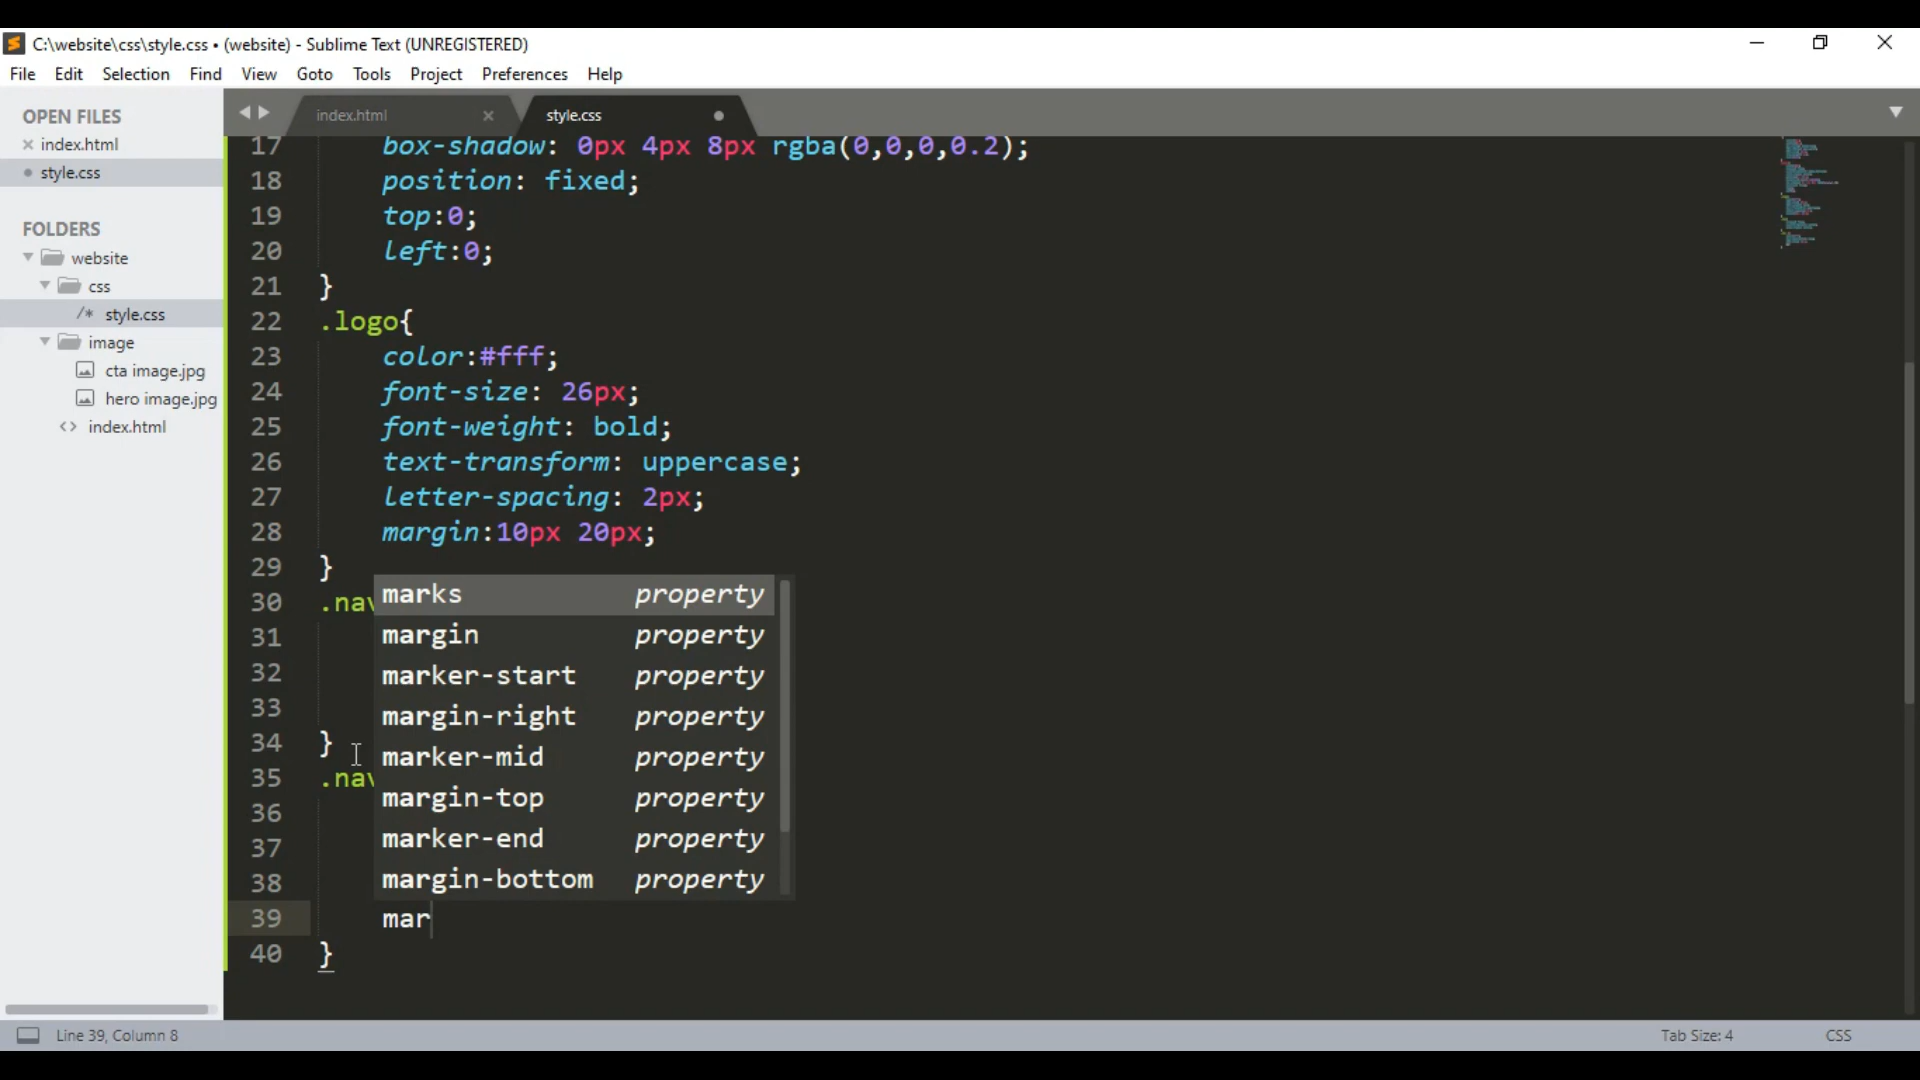 C:\website\css\style.css • (website) - Sublime Text (UNREGISTERED)
File Edit Selection Find View Goto Tools Project Preferences Help
OPEN FILES
index.html
style.css
FOLDERS
website
css
/* style.css
image
cta image.jpg
hero image.jpg
<> index.html
index.html × style.css
17 box-shadow: 0px 4px 8px rgba(0,0,0,0.2);
18 position: fixed;
19 top:0;
20 left:0;
21 }
22 .logo{
23 color:#fff;
24 font-size: 26px;
25 font-weight: bold;
26 text-transform: uppercase;
27 letter-spacing: 2px;
28 margin:10px 20px;
29 }
30 .nav
31
32
33
34 }
35 .nav
36
37
38
39 mar
40 }
marks property
margin property
marker-start property
margin-right property
marker-mid property
margin-top property
marker-end property
margin-bottom property
Line 39, Column 8
Tab Size: 4
CSS